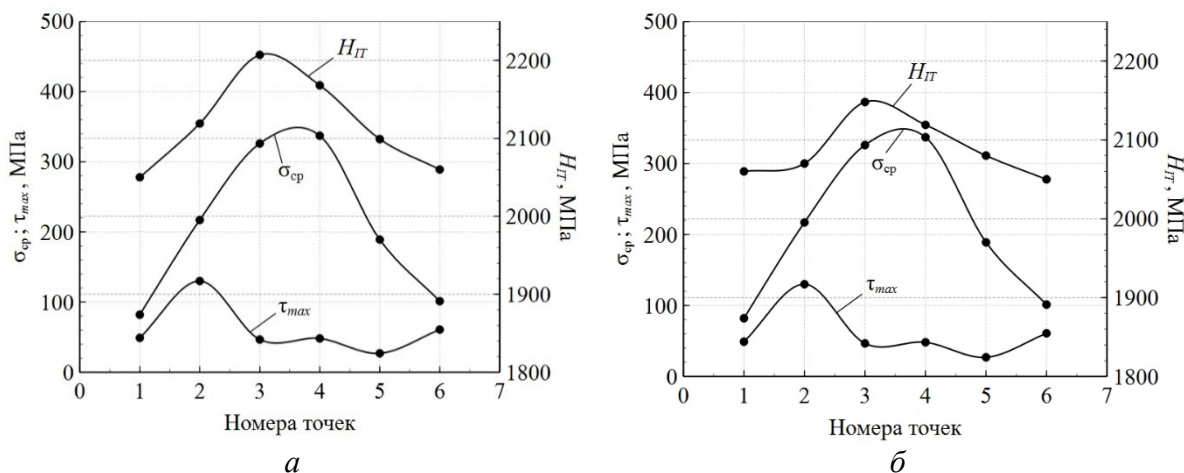 500
400
300
200
100
0
σср ; τmax , МПа
2200
2100
2000
1900
1800
HIT , МПа
HIT
σср
τmax
0 1 2 3 4 5 6 7
Номера точек
а
500
400
300
200
100
0
σср ; τmax , МПа
2200
2100
2000
1900
1800
HIT , МПа
HIT
σср
τmax
0 1 2 3 4 5 6 7
Номера точек
б